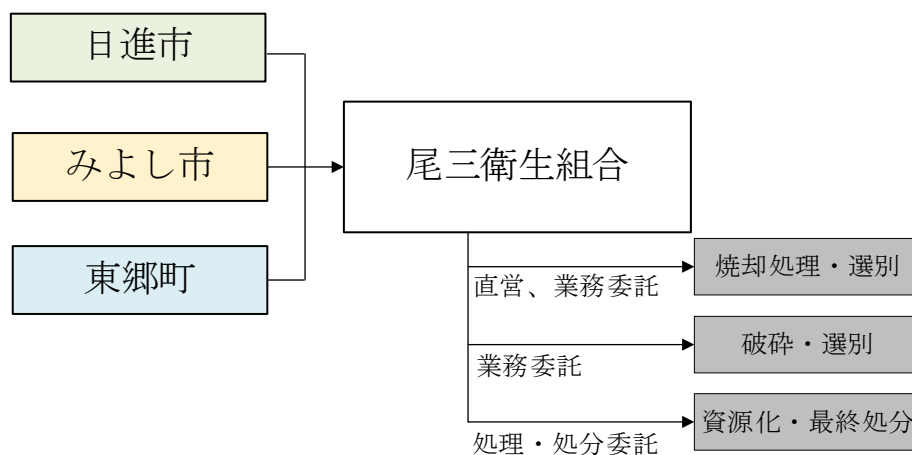 日進市
みよし市
東郷町
尾三衛生組合
直営、業務委託
焼却処理・選別
業務委託
破砕・選別
処理・処分委託
資源化・最終処分